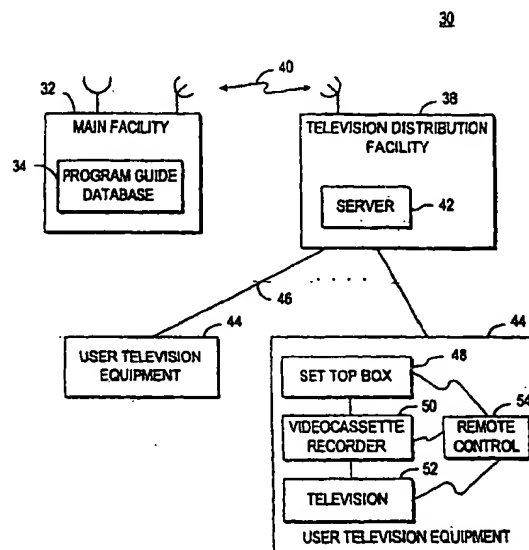 30
40
32
38
MAIN FACILITY
TELEVISION DISTRIBUTION
FACILITY
34
PROGRAM GUIDE
DATABASE
SERVER
42
46
44
44
USER TELEVISION
EQUIPMENT
48
SET TOP BOX
54
50
VIDEOCASSETTE
RECORDER
REMOTE
CONTROL
52
TELEVISION
USER TELEVISION EQUIPMENT